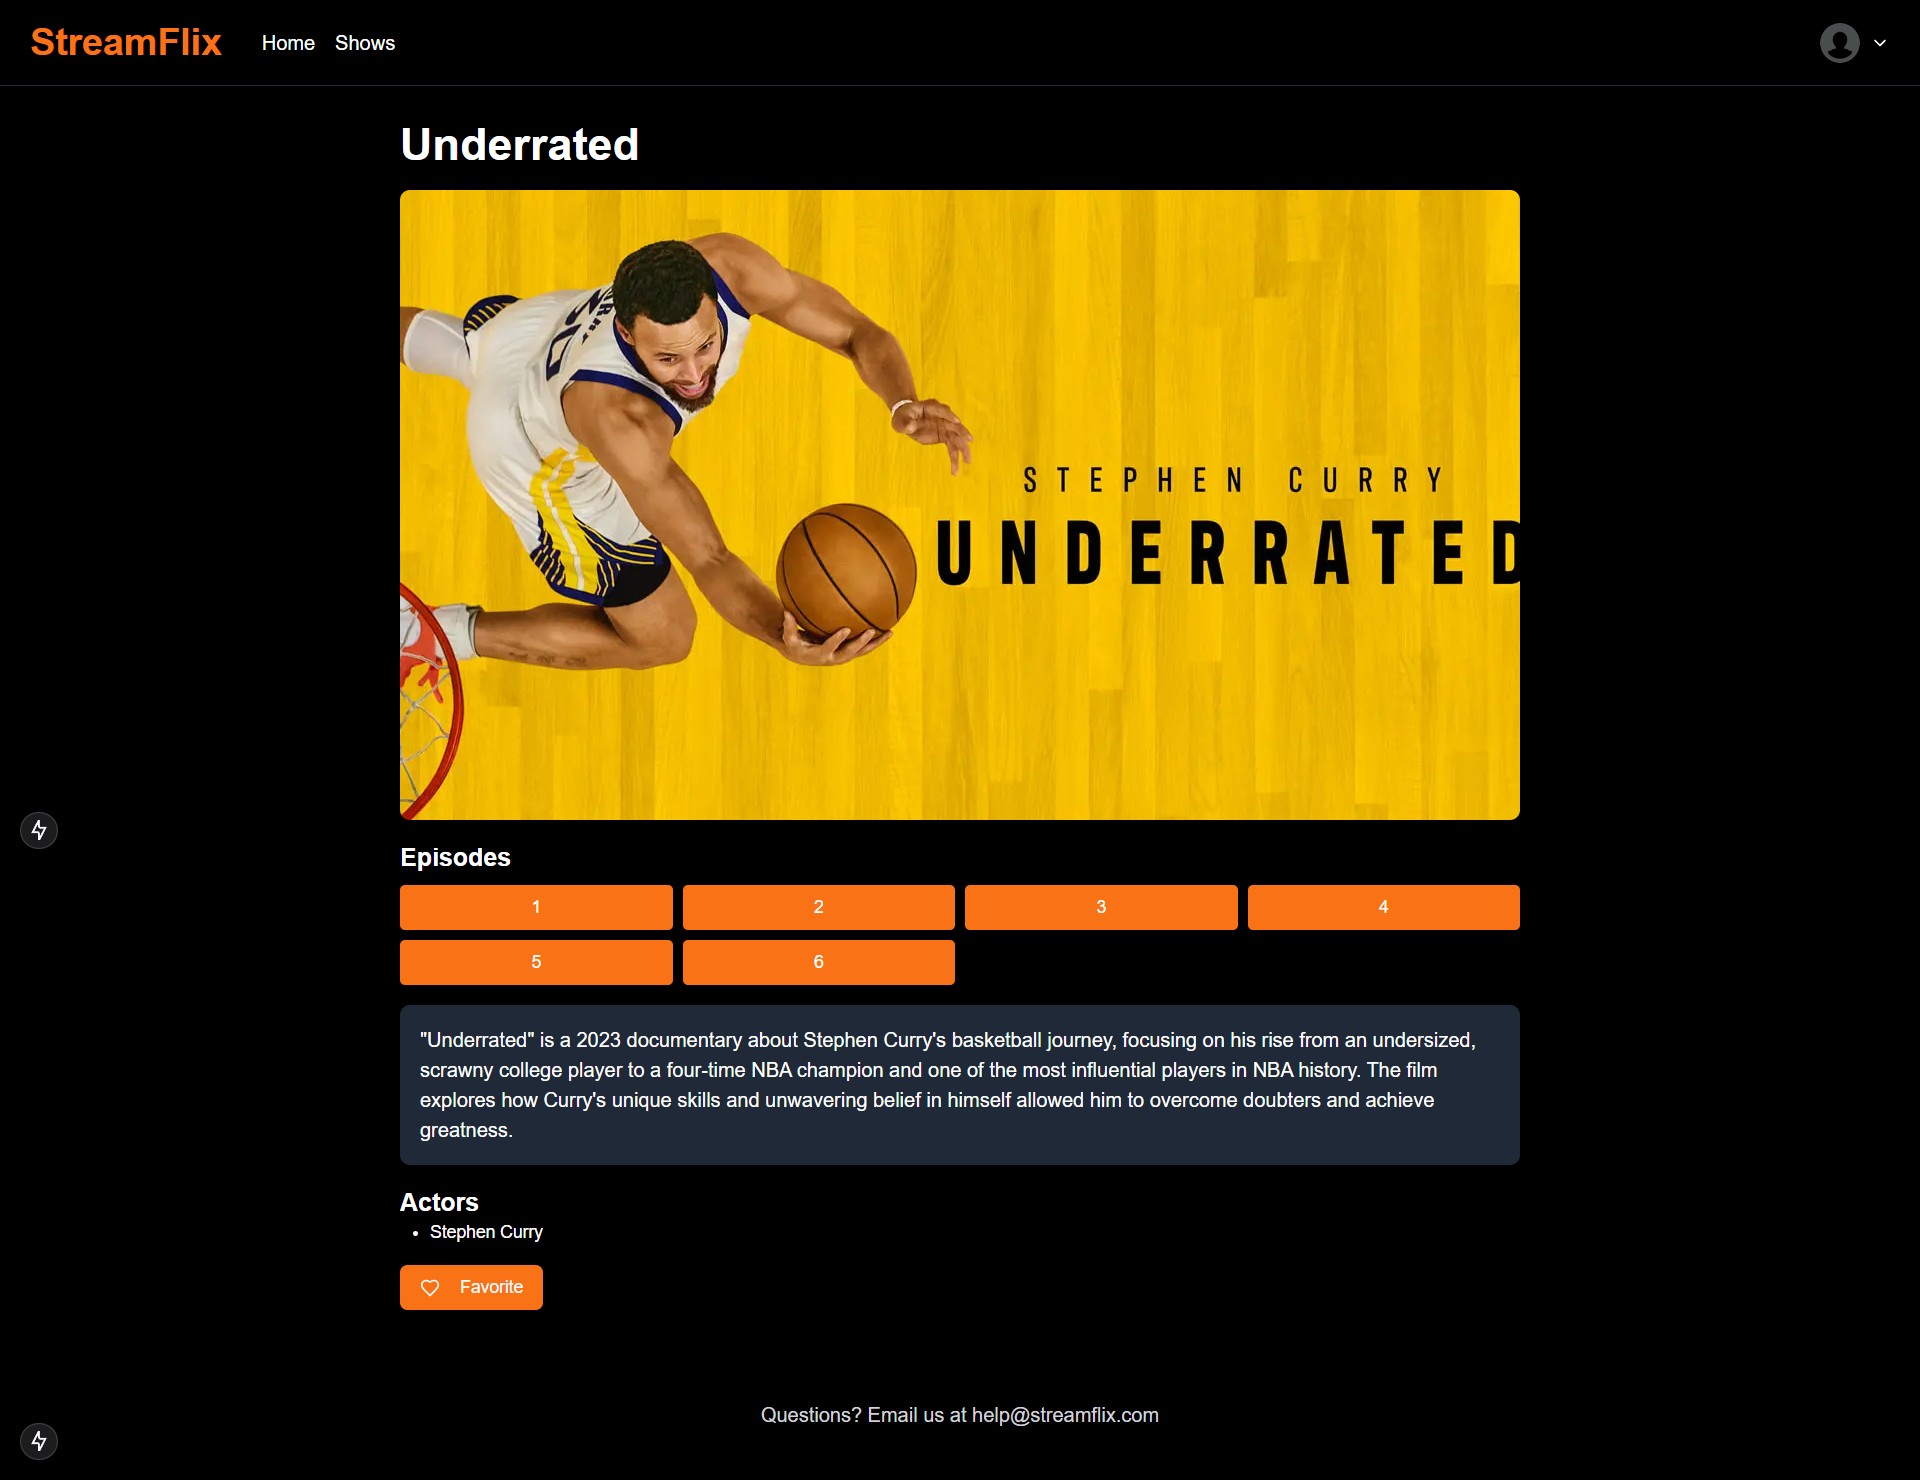 StreamFlix
Home
Shows
Underrated
STEPHEN CURRY
UNDERRATED
Episodes
1
2
3
4
5
6
"Underrated" is a 2023 documentary about Stephen Curry's basketball journey, focusing on his rise from an undersized,
scrawny college player to a four-time NBA champion and one of the most influential players in NBA history. The film
explores how Curry's unique skills and unwavering belief in himself allowed him to overcome doubters and achieve
greatness.
Actors
• Stephen Curry
Favorite
Questions? Email us at help@streamflix.com